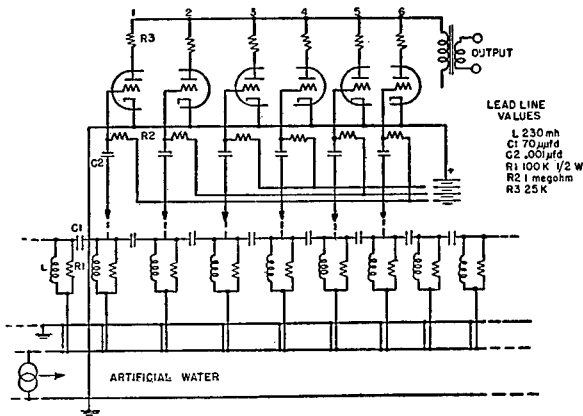 1 2 3 4 5 6
R3
OUTPUT
LEAD LINE
VALUES
L 230 mh
C1 70 μμfd
C2 .001 μfd
R1 100 K 1/2 W
R2 1 megohm
R3 25 K
R2
C2
+
C1
L
R1
ARTIFICIAL WATER